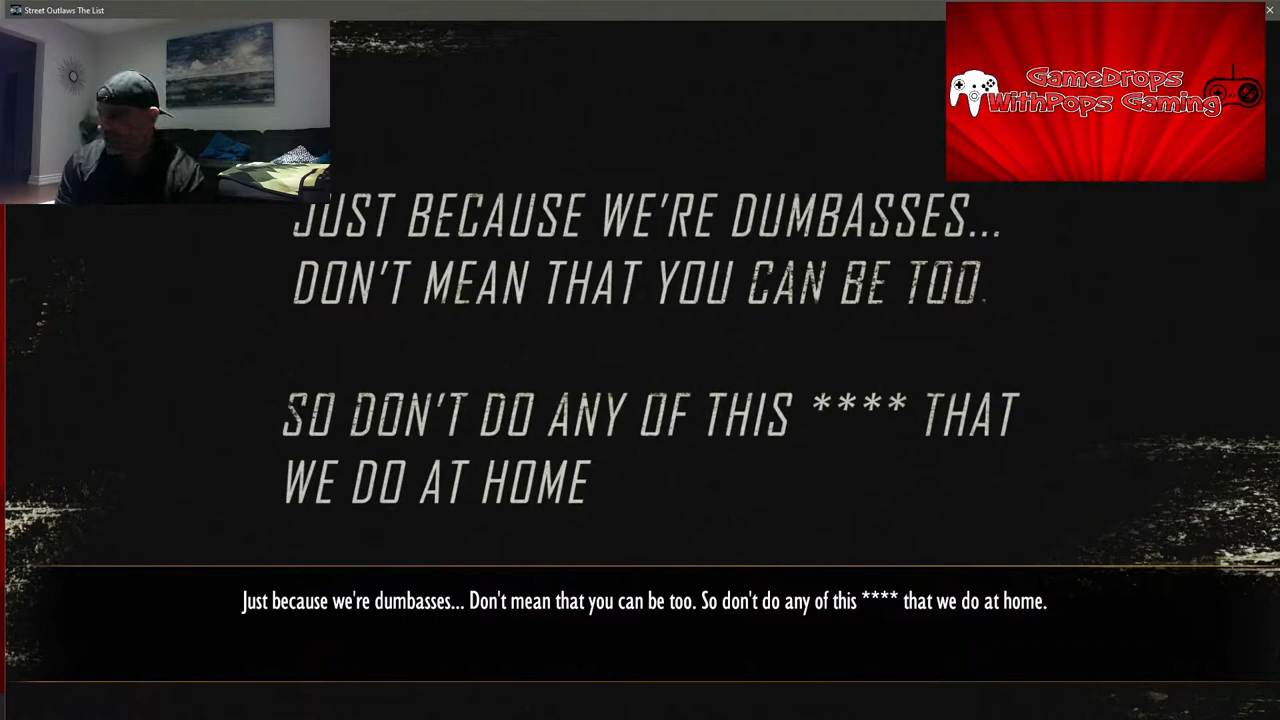 Street Outlaws The List
GameDrops
WithPops Gaming
JUST BECAUSE WE'RE DUMBASSES...
DON'T MEAN THAT YOU CAN BE TOO.
SO DON'T DO ANY OF THIS **** THAT
WE DO AT HOME
Just because we're dumbasses... Don't mean that you can be too. So don't do any of this **** that we do at home.